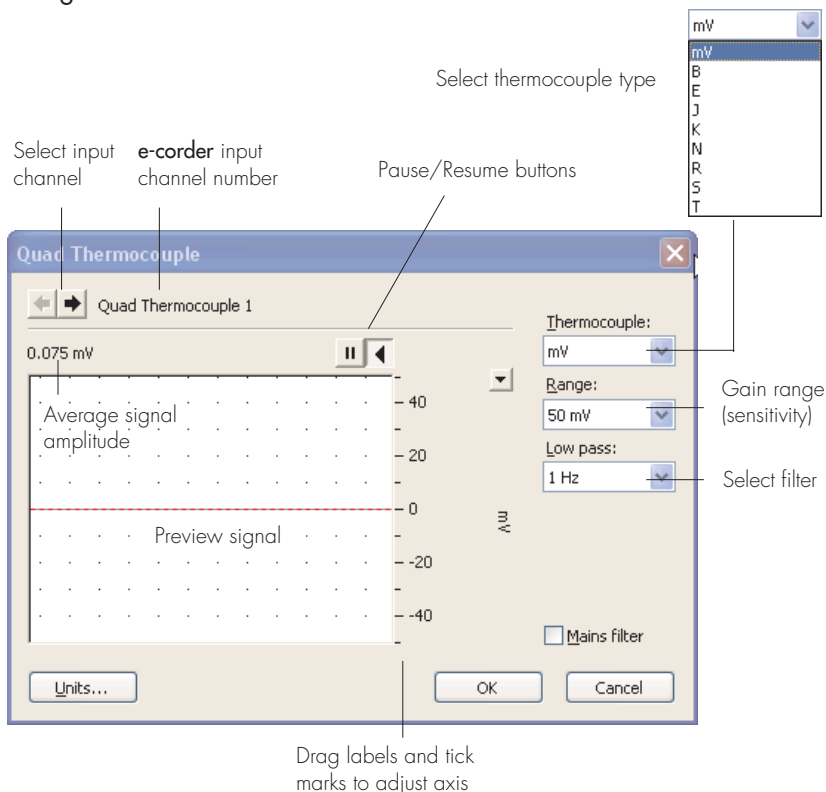 mV
mV
B
E
J
K
N
R
S
T
Select thermocouple type
Select input
channel
e-corder input
channel number
Pause/Resume buttons
Quad Thermocouple
Quad Thermocouple 1
0.075 mV
Average signal
amplitude
Preview signal
40
20
0
-20
-40
mV
Thermocouple:
mV
Range:
50 mV
Gain range
(sensitivity)
Low pass:
1 Hz
Select filter
Mains filter
Units...
OK
Cancel
Drag labels and tick
marks to adjust axis